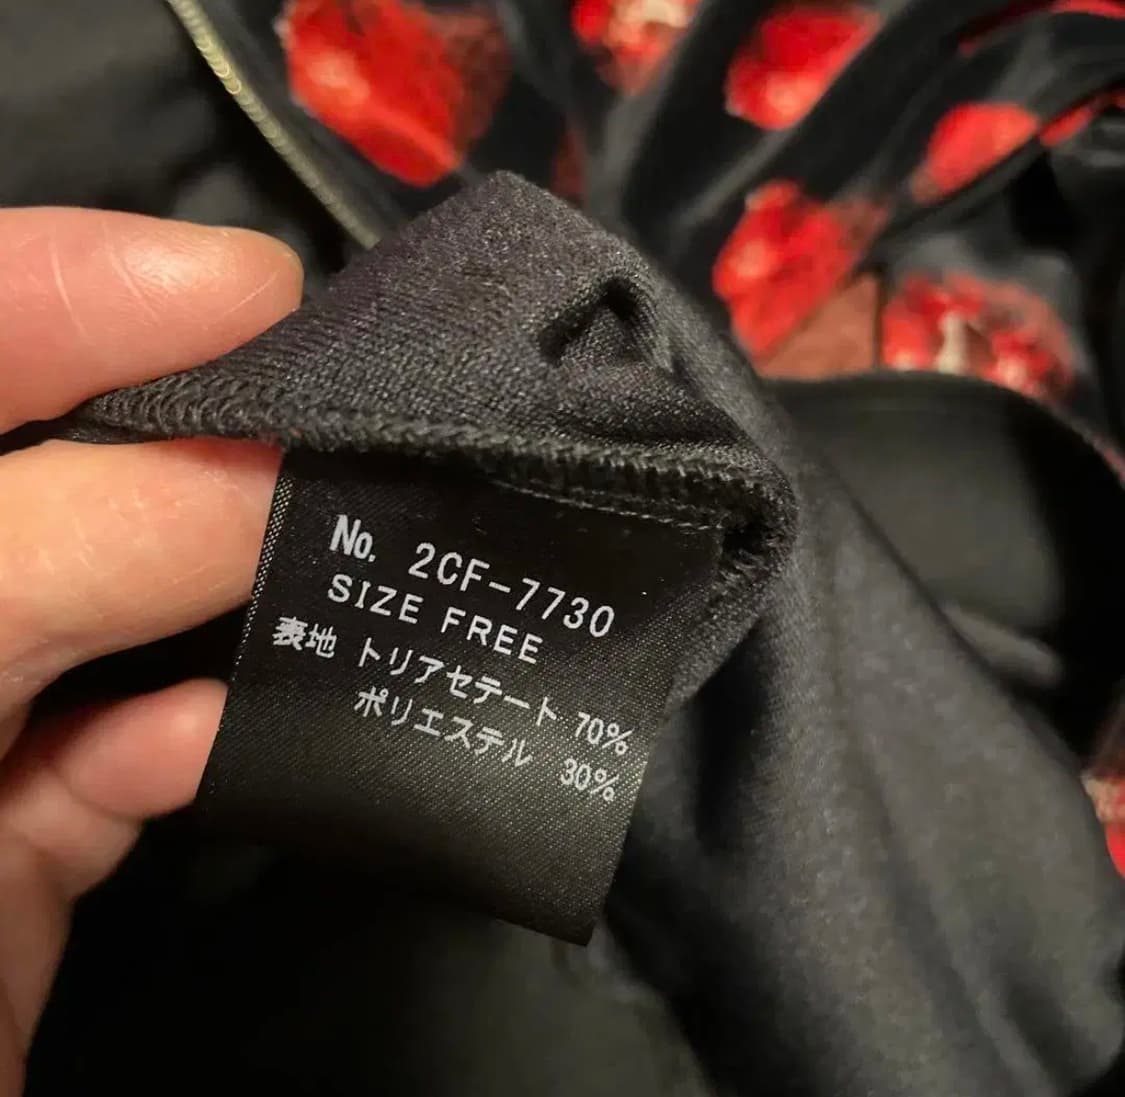 No. 2CF-7730
SIZE FREE
表地 トリアセテート 70%
ポリエステル 30%